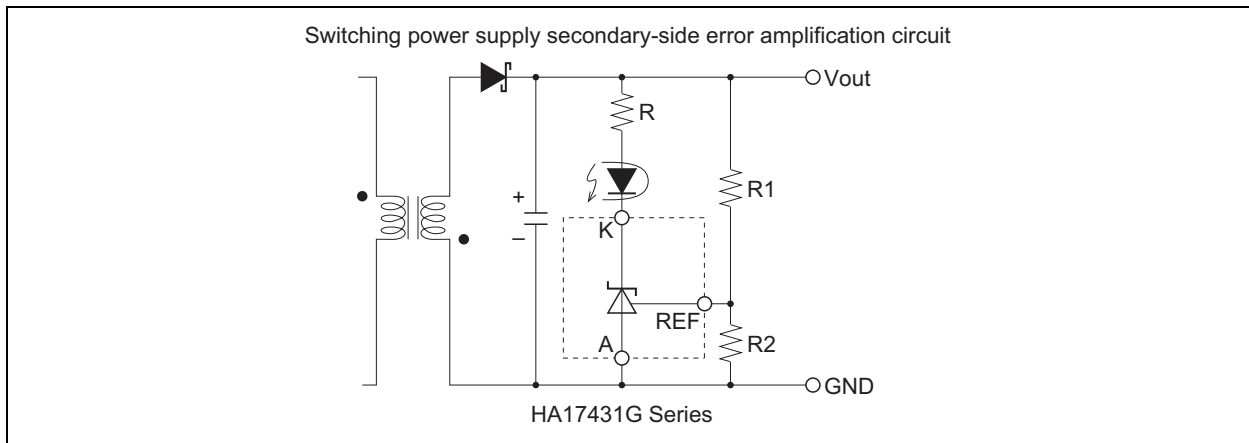 Switching power supply secondary-side error amplification circuit
Vout
R
R1
+
−
K
REF
A
R2
GND
HA17431G Series